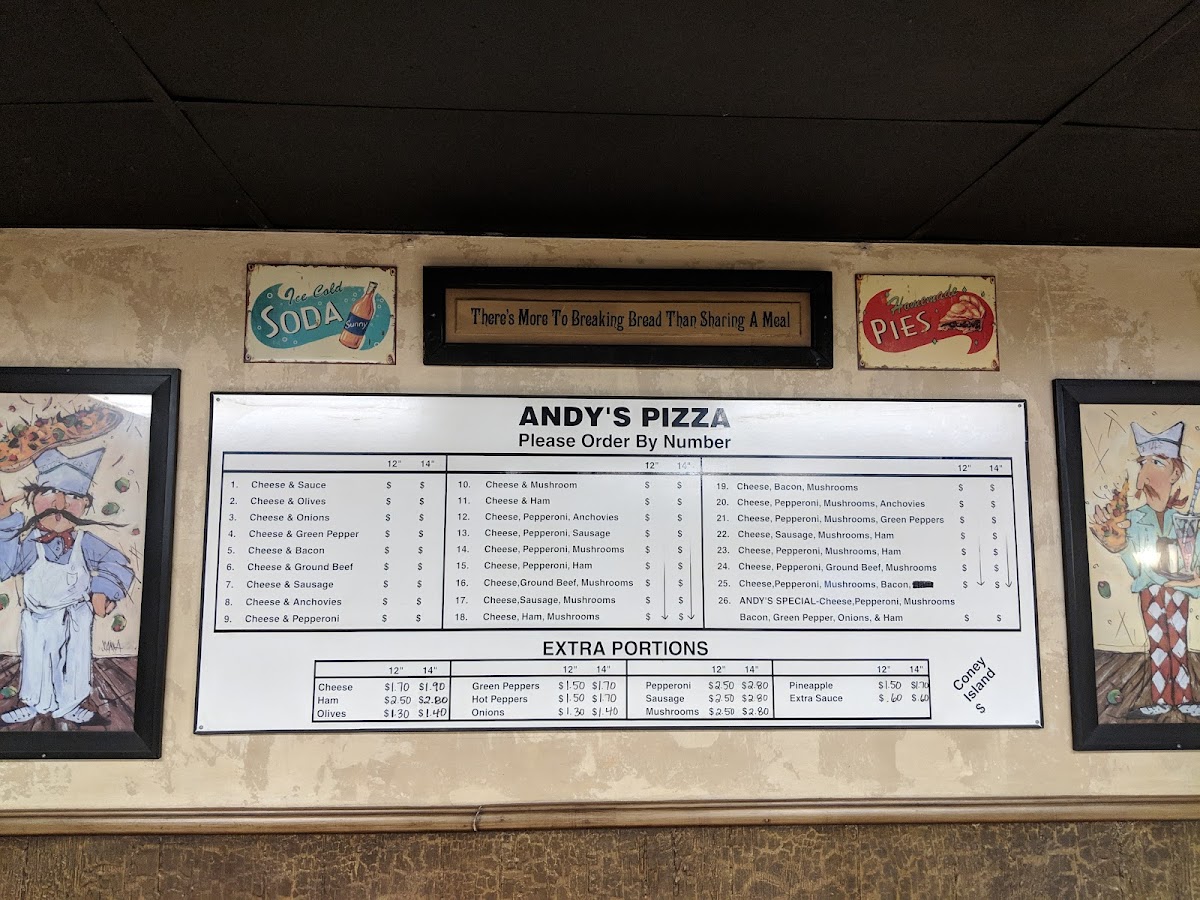 Ice Cold
SODA
Sunny
There's More To Breaking Bread Than Sharing A Meal
Homemade
PIES
ANDY'S PIZZA
Please Order By Number
12" 14"
1. Cheese & Sauce $ $
2. Cheese & Olives $ $
3. Cheese & Onions $ $
4. Cheese & Green Pepper $ $
5. Cheese & Bacon $ $
6. Cheese & Ground Beef $ $
7. Cheese & Sausage $ $
8. Cheese & Anchovies $ $
9. Cheese & Pepperoni $ $
12" 14"
10. Cheese & Mushroom $ $
11. Cheese & Ham $ $
12. Cheese, Pepperoni, Anchovies $ $
13. Cheese, Pepperoni, Sausage $ $
14. Cheese, Pepperoni, Mushrooms $ $
15. Cheese, Pepperoni, Ham $ $
16. Cheese,Ground Beef, Mushrooms $ $
17. Cheese,Sausage, Mushrooms $ $
18. Cheese, Ham, Mushrooms $ $
12" 14"
19. Cheese, Bacon, Mushrooms $ $
20. Cheese, Pepperoni, Mushrooms, Anchovies $ $
21. Cheese, Pepperoni, Mushrooms, Green Peppers $ $
22. Cheese, Sausage, Mushrooms, Ham $ $
23. Cheese, Pepperoni, Mushrooms, Ham $ $
24. Cheese, Pepperoni, Ground Beef, Mushrooms $ $
25. Cheese,Pepperoni, Mushrooms, Bacon, $ $
26. ANDY'S SPECIAL-Cheese,Pepperoni, Mushrooms
Bacon, Green Pepper, Onions, & Ham $ $
EXTRA PORTIONS
12" 14"
Cheese $1.70 $1.90
Ham $2.50 $2.80
Olives $1.30 $1.40
12" 14"
Green Peppers $1.50 $1.70
Hot Peppers $1.50 $1.70
Onions $1.30 $1.40
12" 14"
Pepperoni $2.50 $2.80
Sausage $2.50 $2.80
Mushrooms $2.50 $2.80
12" 14"
Pineapple $1.50 $1.70
Extra Sauce $.60 $.60
Coney
Island
$